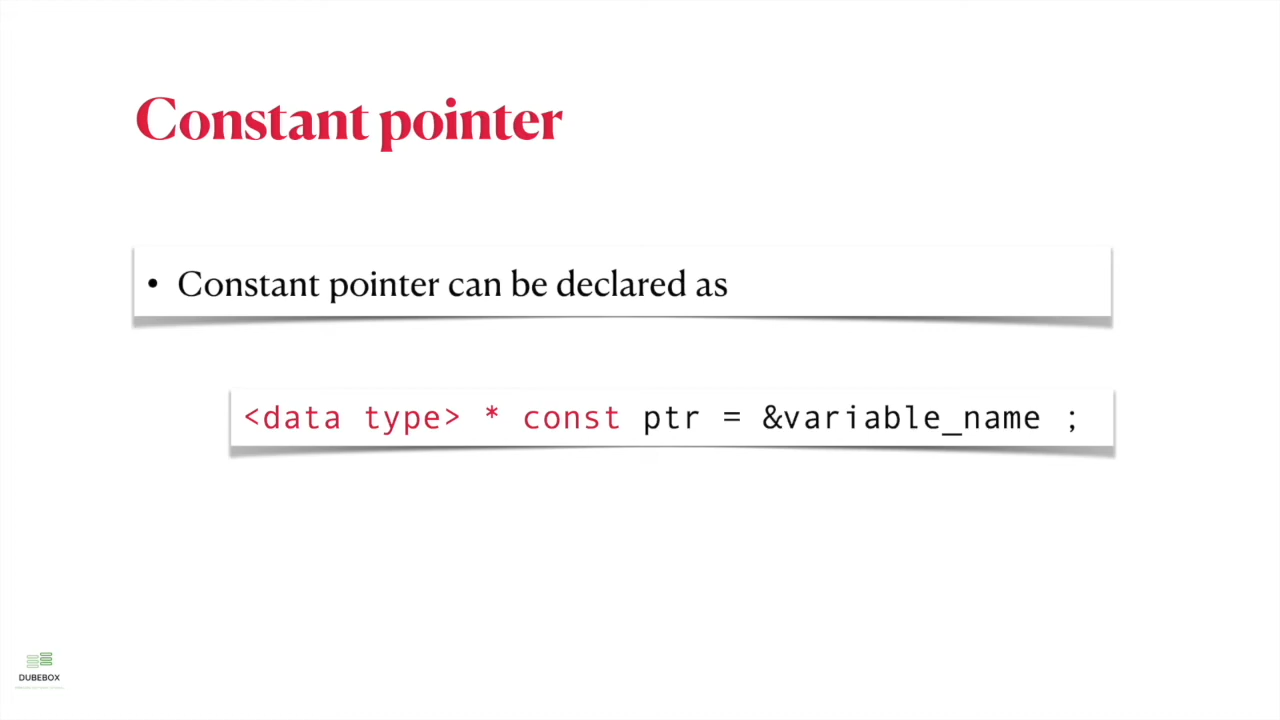 Constant pointer
• Constant pointer can be declared as
<data type> * const ptr = &variable_name ;
DUBEBOX